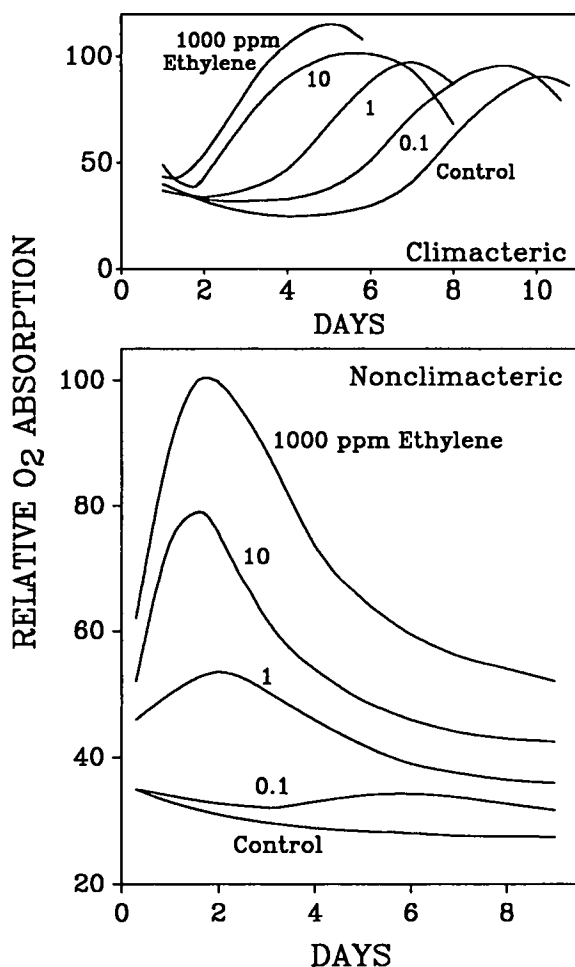 RELATIVE O2 ABSORPTION
1000 ppm
Ethylene
10
1
0.1
Control
Climacteric
100
50
0
0
2
4
6
8
10
DAYS
Nonclimacteric
1000 ppm Ethylene
10
1
0.1
Control
100
80
60
40
20
0
2
4
6
8
DAYS